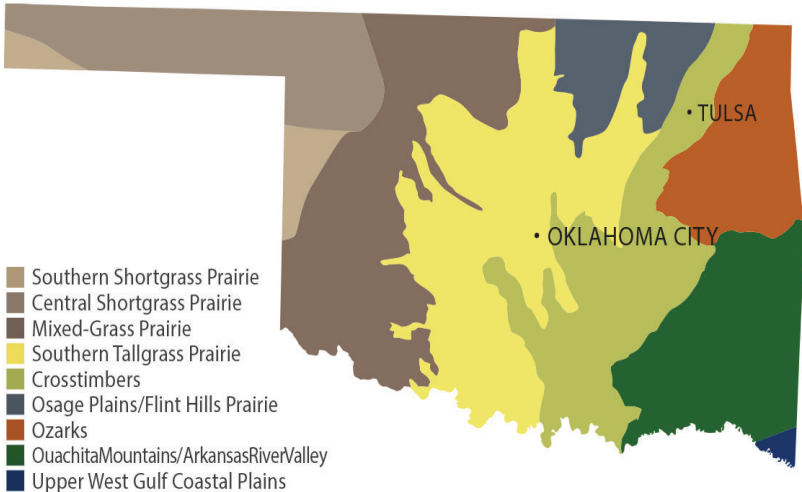 TULSA
OKLAHOMA CITY
Southern Shortgrass Prairie
Central Shortgrass Prairie
Mixed-Grass Prairie
Southern Tallgrass Prairie
Crosstimbers
Osage Plains/Flint Hills Prairie
Ozarks
OuachitaMountains/ArkansasRiverValley
Upper West Gulf Coastal Plains